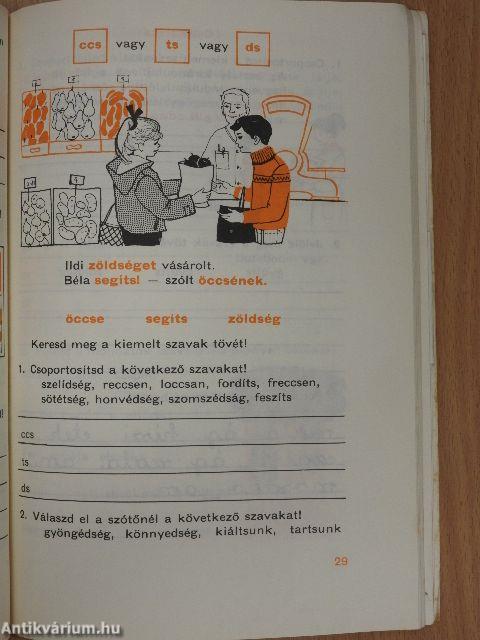 ccs vagy ts vagy ds
Ildi zöldséget vásárolt.
Béla segíts! — szólt öccsének.
öccse segíts zöldség
Keresd meg a kiemelt szavak tövét!
1. Csoportosítsd a következő szavakat!
szelídség, reccsen, loccsan, fordíts, freccsen,
sötétség, honvédség, szomszédság, feszíts
ccs
ts
ds
2. Válaszd el a szótőnél a következő szavakat!
gyöngédség, könnyedség, kiáltsunk, tartsunk
29
Antikvárium.hu